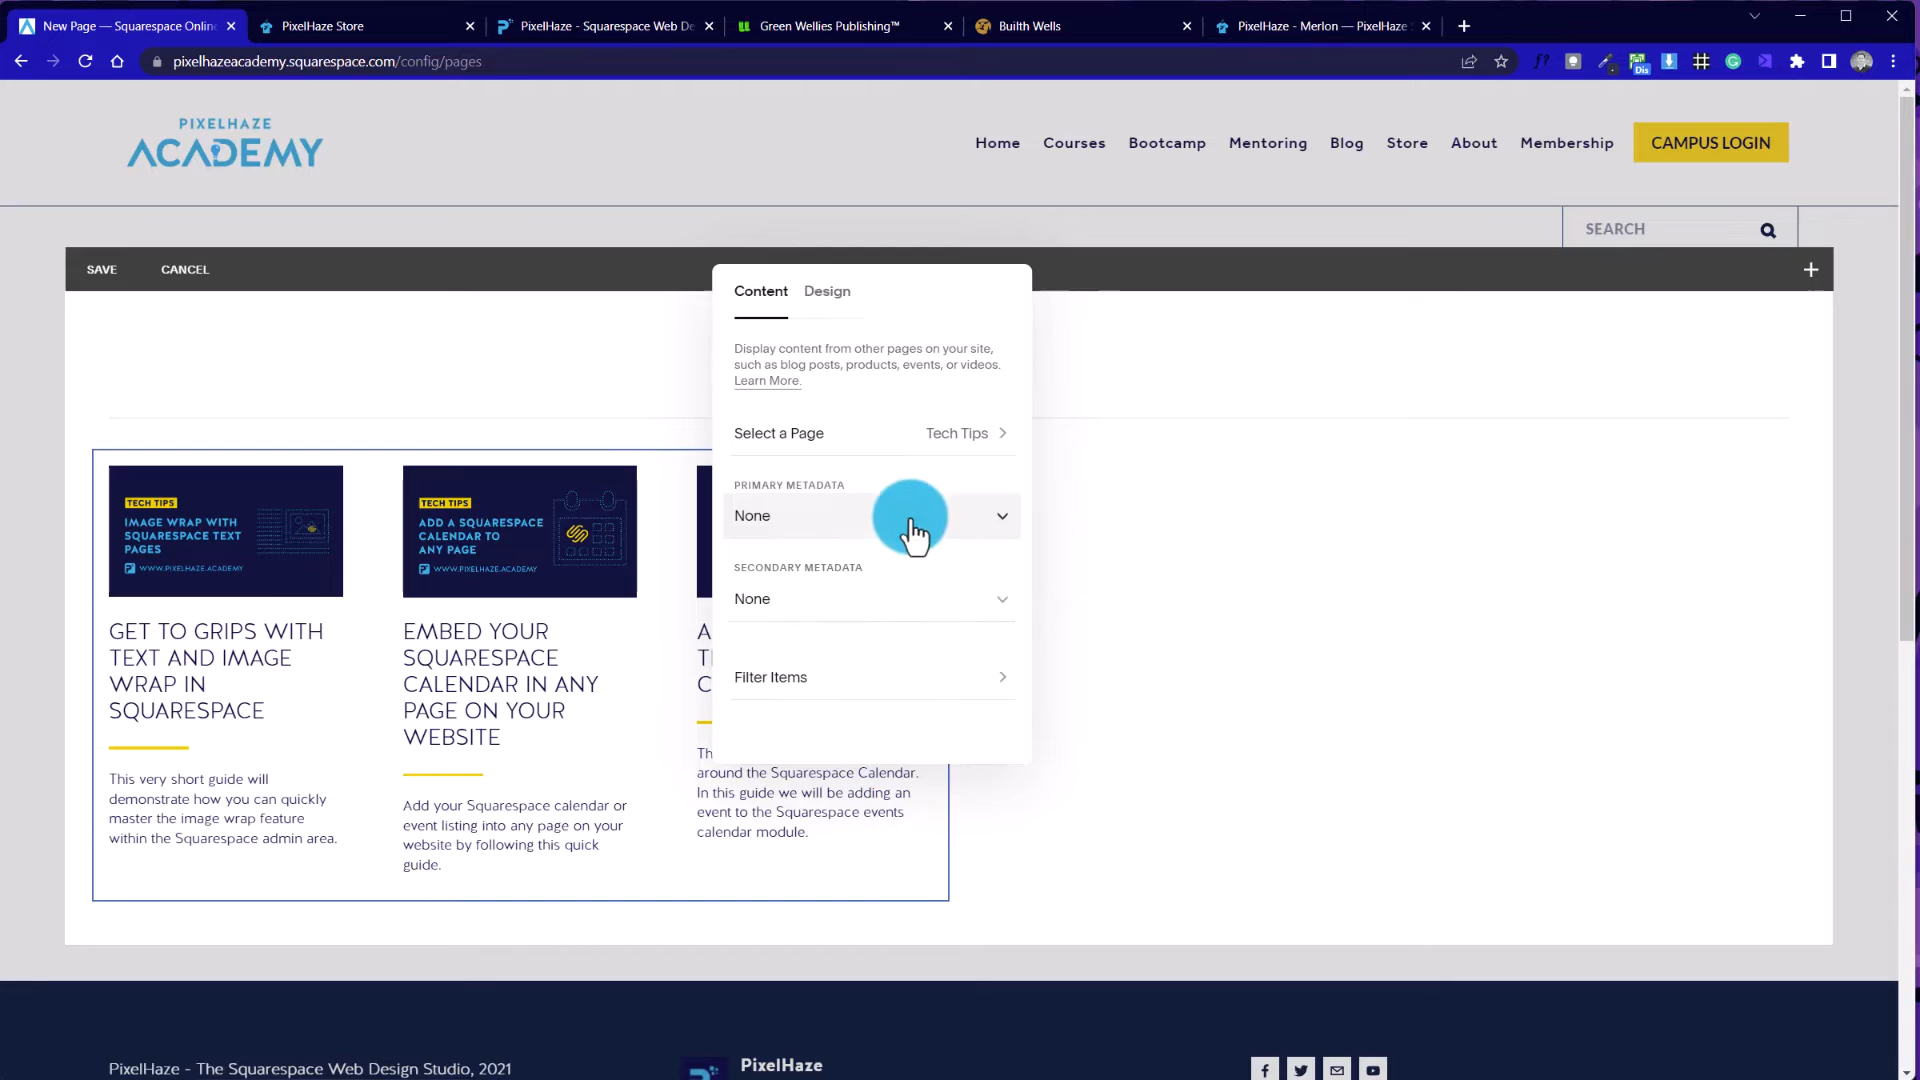 New Page — Squarespace Online
PixelHaze Store
PixelHaze - Squarespace Web De
Green Wellies Publishing™
Builth Wells
PixelHaze - Merlon — PixelHaze
pixelhazeacademy.squarespace.com/config/pages
Dis
PIXELHAZE
ACADEMY
Home
Courses
Bootcamp
Mentoring
Blog
Store
About
Membership
CAMPUS LOGIN
SEARCH
SAVE
CANCEL
Content
Design
Display content from other pages on your site,
such as blog posts, products, events, or videos.
Learn More.
Select a Page
Tech Tips
PRIMARY METADATA
None
SECONDARY METADATA
None
Filter Items
TECH TIPS
IMAGE WRAP WITH
SQUARESPACE TEXT
PAGES
WWW.PIXELHAZE.ACADEMY
GET TO GRIPS WITH
TEXT AND IMAGE
WRAP IN
SQUARESPACE
This very short guide will
demonstrate how you can quickly
master the image wrap feature
within the Squarespace admin area.
TECH TIPS
ADD A SQUARESPACE
CALENDAR TO
ANY PAGE
WWW.PIXELHAZE.ACADEMY
EMBED YOUR
SQUARESPACE
CALENDAR IN ANY
PAGE ON YOUR
WEBSITE
Add your Squarespace calendar or
event listing into any page on your
website by following this quick
guide.
around the Squarespace Calendar.
In this guide we will be adding an
event to the Squarespace events
calendar module.
PixelHaze - The Squarespace Web Design Studio, 2021
PixelHaze